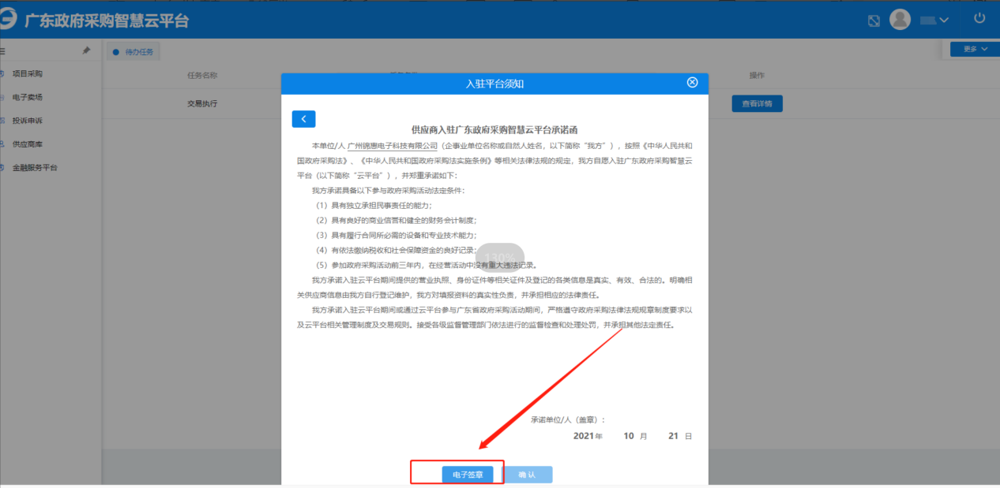 广东政府采购智慧云平台
更多
待办任务
项目采购
电子卖场
投诉申诉
供应商库
金融服务平台
任务名称
操作
交易执行
查看详情
入驻平台须知
供应商入驻广东政府采购智慧云平台承诺函
本单位/人 广州锦惠电子科技有限公司（企事业单位名称或自然人姓名，以下简称“我方”），按照《中华人民共和
国政府采购法》、《中华人民共和国政府采购法实施条例》等相关法律法规的规定，我方自愿入驻广东政府采购智慧云
平台（以下简称“云平台”），并郑重承诺如下：
我方承诺具备以下参与政府采购活动法定条件：
（1）具有独立承担民事责任的能力；
（2）具有良好的商业信誉和健全的财务会计制度；
（3）具有履行合同所必需的设备和专业技术能力；
（4）有依法缴纳税收和社会保障资金的良好记录；
130%
（5）参加政府采购活动前三年内，在经营活动中没有重大违法记录。
我方承诺入驻云平台期间提供的营业执照、身份证件等相关证件及登记的各类信息是真实、有效、合法的。明确相
关供应商信息由我方自行登记维护，我方对填报资料的真实性负责，并承担相应的法律责任。
我方承诺入驻云平台期间或通过云平台参与广东省政府采购活动期间，严格遵守政府采购法律法规规章制度要求以
及云平台相关管理制度及交易规则。接受各级监督管理部门依法进行的监督检查和处理处罚，并承担其他法定责任。
承诺单位/人（盖章）：
2021 年 10 月 21 日
电子签章
确 认